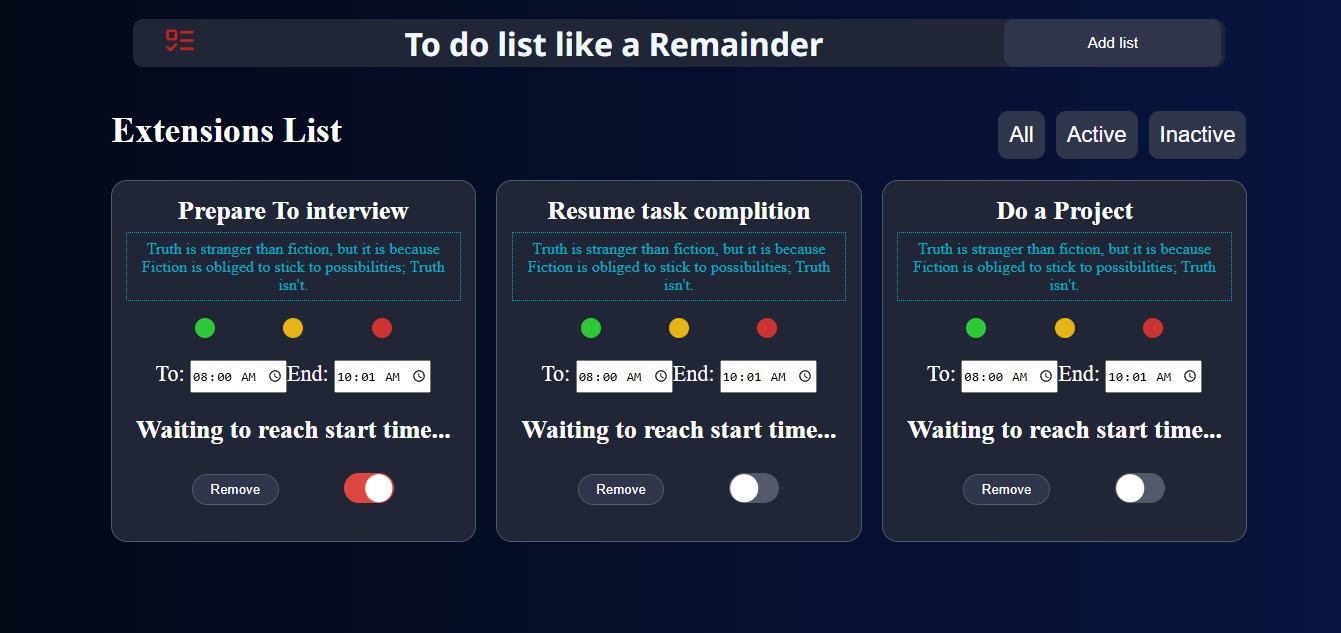 To do list like a Remainder
Add list
Extensions List
All
Active
Inactive
Prepare To interview
Truth is stranger than fiction, but it is because
Fiction is obliged to stick to possibilities; Truth
isn't.
To: 08:00 AM End: 10:01 AM
Waiting to reach start time...
Remove
Resume task complition
Truth is stranger than fiction, but it is because
Fiction is obliged to stick to possibilities; Truth
isn't.
To: 08:00 AM End: 10:01 AM
Waiting to reach start time...
Remove
Do a Project
Truth is stranger than fiction, but it is because
Fiction is obliged to stick to possibilities; Truth
isn't.
To: 08:00 AM End: 10:01 AM
Waiting to reach start time...
Remove